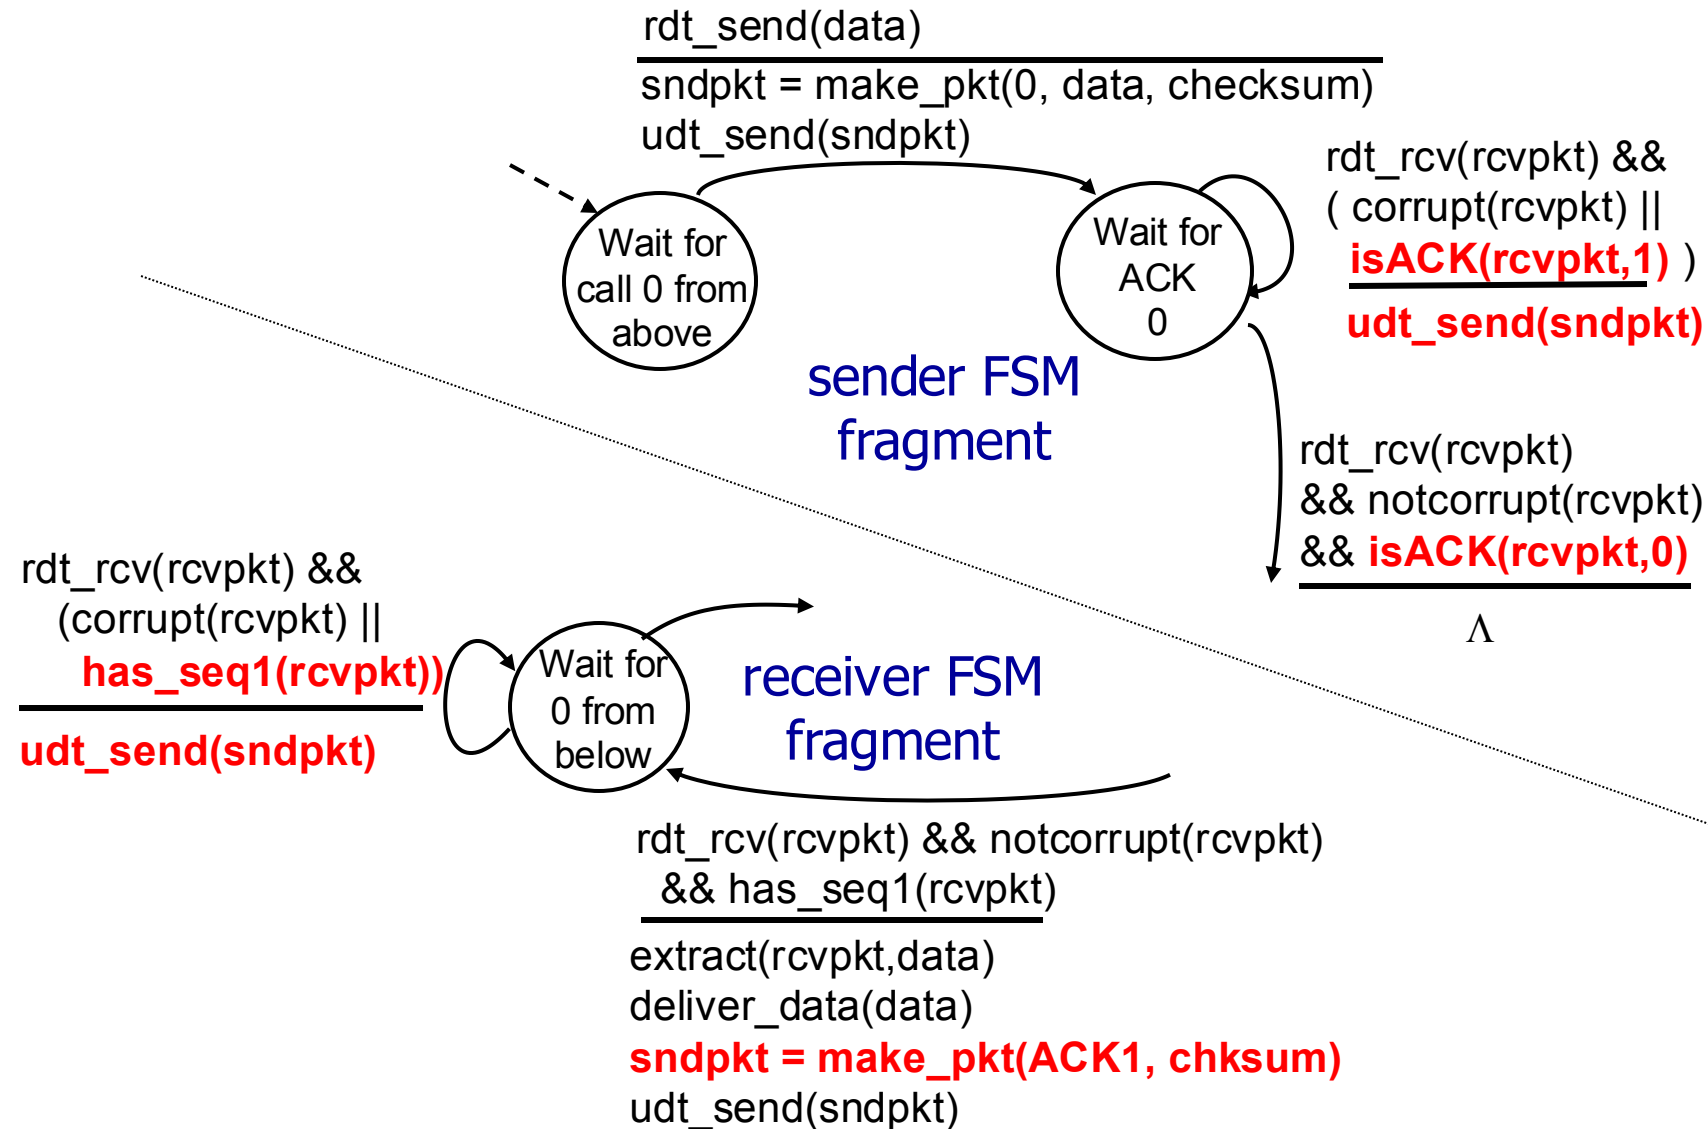 rdt_send(data)
sndpkt = make_pkt(0, data, checksum)
udt_send(sndpkt)
rdt_rcv(rcvpkt) &&
( corrupt(rcvpkt) ||
isACK(rcvpkt,1) )
udt_send(sndpkt)
Wait for
call 0 from
above
Wait for
ACK
0
sender FSM
fragment
rdt_rcv(rcvpkt)
&& notcorrupt(rcvpkt)
&& isACK(rcvpkt,0)
Λ
rdt_rcv(rcvpkt) &&
(corrupt(rcvpkt) ||
has_seq1(rcvpkt))
udt_send(sndpkt)
Wait for
0 from
below
receiver FSM
fragment
rdt_rcv(rcvpkt) && notcorrupt(rcvpkt)
&& has_seq1(rcvpkt)
extract(rcvpkt,data)
deliver_data(data)
sndpkt = make_pkt(ACK1, chksum)
udt_send(sndpkt)